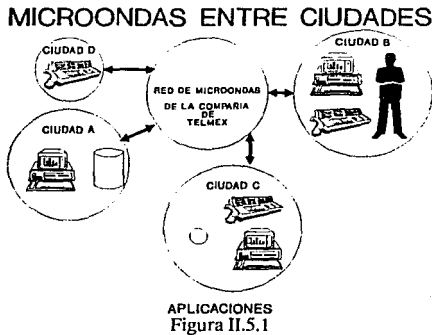 MICROONDAS ENTRE CIUDADES
CIUDAD D
CIUDAD B
RED DE MICROONDAS
DE LA COMPAÑIA
DE
TELMEX
CIUDAD A
CIUDAD C
APLICACIONES
Figura II.5.1